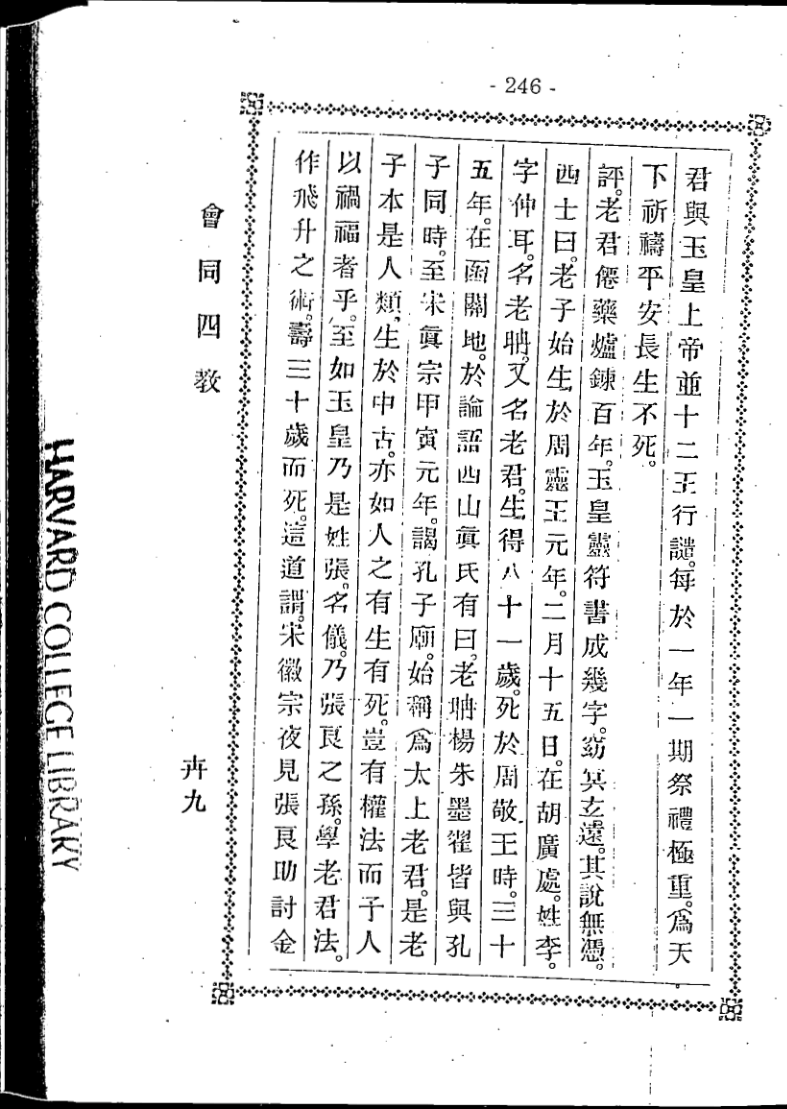 - 246 -
君與玉皇上帝並十二王行譴。每於一年一期祭禮極重。爲天
下祈禱平安長生不死。
評。老君僊藥爐鍊百年。玉皇靈符書成幾字。窈冥玄遠。其說無憑。
西士曰。老子始生於周靈王元年。二月十五日。在胡廣處。姓李。
字伯耳。名老聃。又名老君。生得八十一歲。死於周敬王時。三十
五年。在函關地。於論語西山眞氏有曰。老聃楊朱墨翟皆與孔
子同時。至宋眞宗甲寅元年。謁孔子廟。始稱爲太上老君。是老
子本是人類、生於中古。亦如人之有生有死。豈有權法而子人
以禍福者乎。至如玉皇乃是姓張。名儀。乃張良之孫。學老君法。
作飛升之術。壽三十歲而死。這道謂。宋徽宗夜見張良助討金
會同四教
卉九
HARVARD COLLEGE LIBRARY